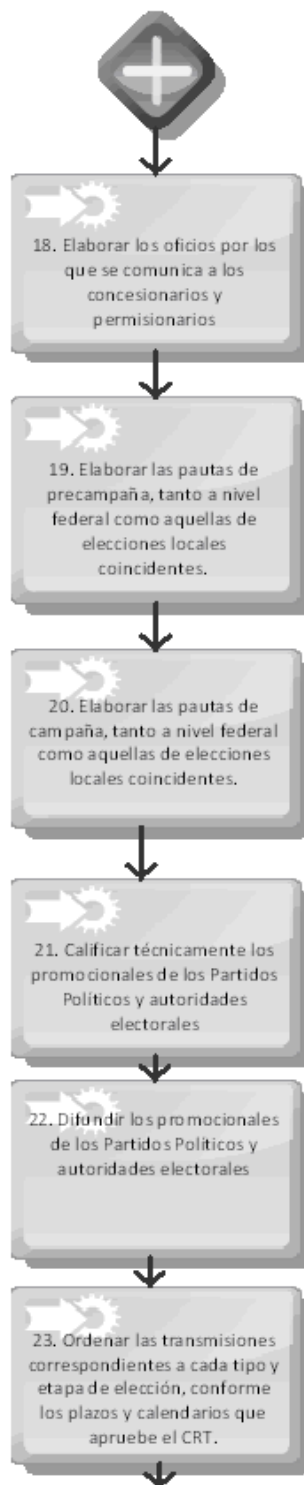 18. Elaborar los oficios por los
que se comunica a los
concesionarios y
permisionarios
19. Elaborar las pautas de
precampaña, tanto a nivel
federal como aquellas de
elecciones locales
coincidentes.
20. Elaborar las pautas de
campaña, tanto a nivel federal
como aquellas de elecciones
locales coincidentes.
21. Calificar técnicamente los
promocionales de los Partidos
Políticos y autoridades
electorales
22. Difundir los promocionales
de los Partidos Políticos y
autoridades electorales
23. Ordenar las transmisiones
correspondientes a cada tipo y
etapa de elección, conforme
los plazos y calendarios que
apruebe el CRT.